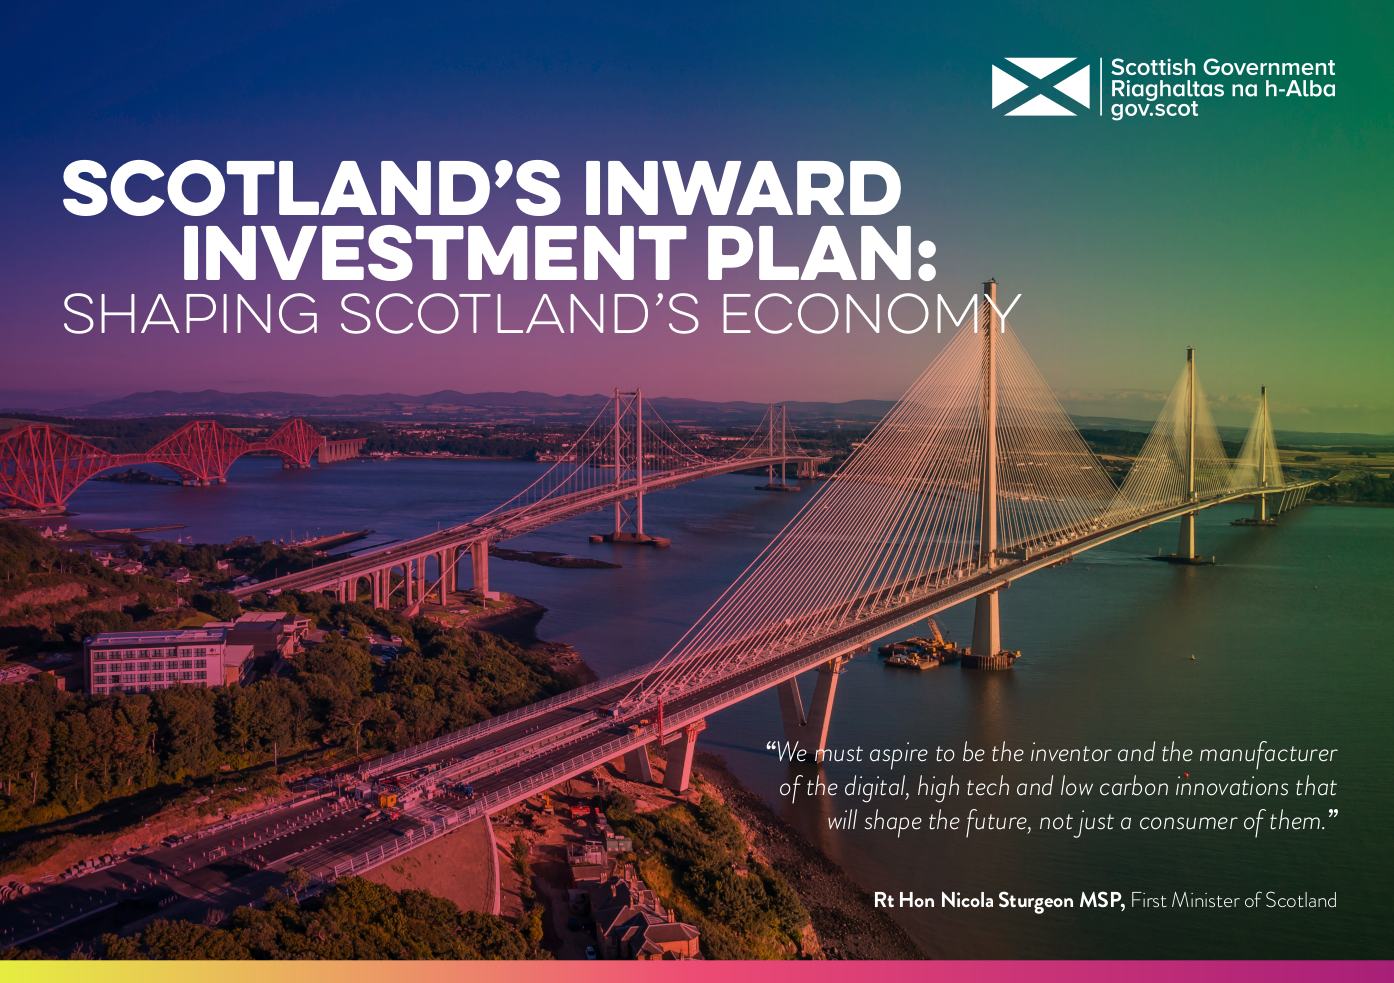 Scottish Government
Riaghaltas na h-Alba
gov.scot
SCOTLAND’S INWARD
INVESTMENT PLAN:
SHAPING SCOTLAND’S ECONOMY
“We must aspire to be the inventor and the manufacturer
of the digital, high tech and low carbon innovations that
will shape the future, not just a consumer of them.”
Rt Hon Nicola Sturgeon MSP, First Minister of Scotland